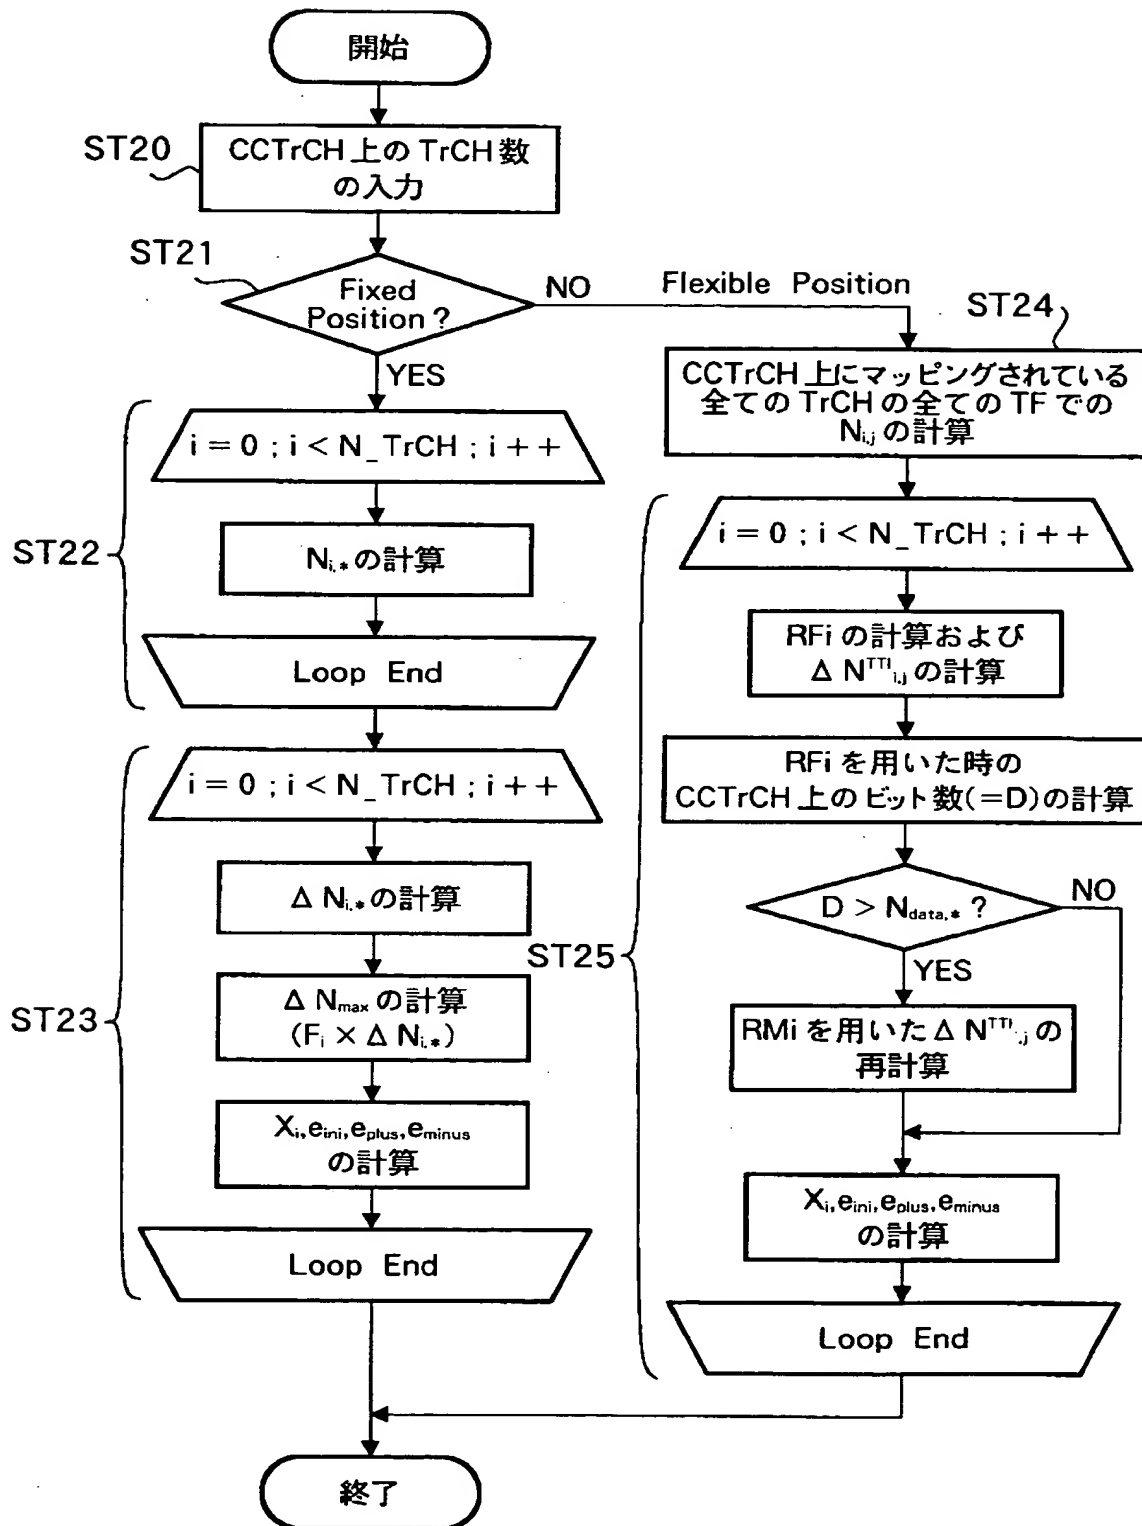 開始
ST20
CCTrCH 上の TrCH 数
の入力
ST21
Fixed
Position ?
NO
Flexible Position
YES
ST22
i = 0 ; i < N_TrCH ; i ++
Ni,* の計算
Loop End
ST23
i = 0 ; i < N_TrCH ; i ++
Δ Ni,* の計算
Δ Nmax の計算
(Fi × Δ Ni,*)
Xi, eini, eplus, eminus
の計算
Loop End
ST24
CCTrCH 上にマッピングされている
全ての TrCH の全ての TF での
Ni,j の計算
ST25
i = 0 ; i < N_TrCH ; i ++
RFi の計算および
Δ N^TTI i,j の計算
RFi を用いた時の
CCTrCH 上のビット数(=D)の計算
D > Ndata,* ?
NO
YES
RMi を用いた Δ N^TTI i,j の
再計算
Xi, eini, eplus, eminus
の計算
Loop End
終了